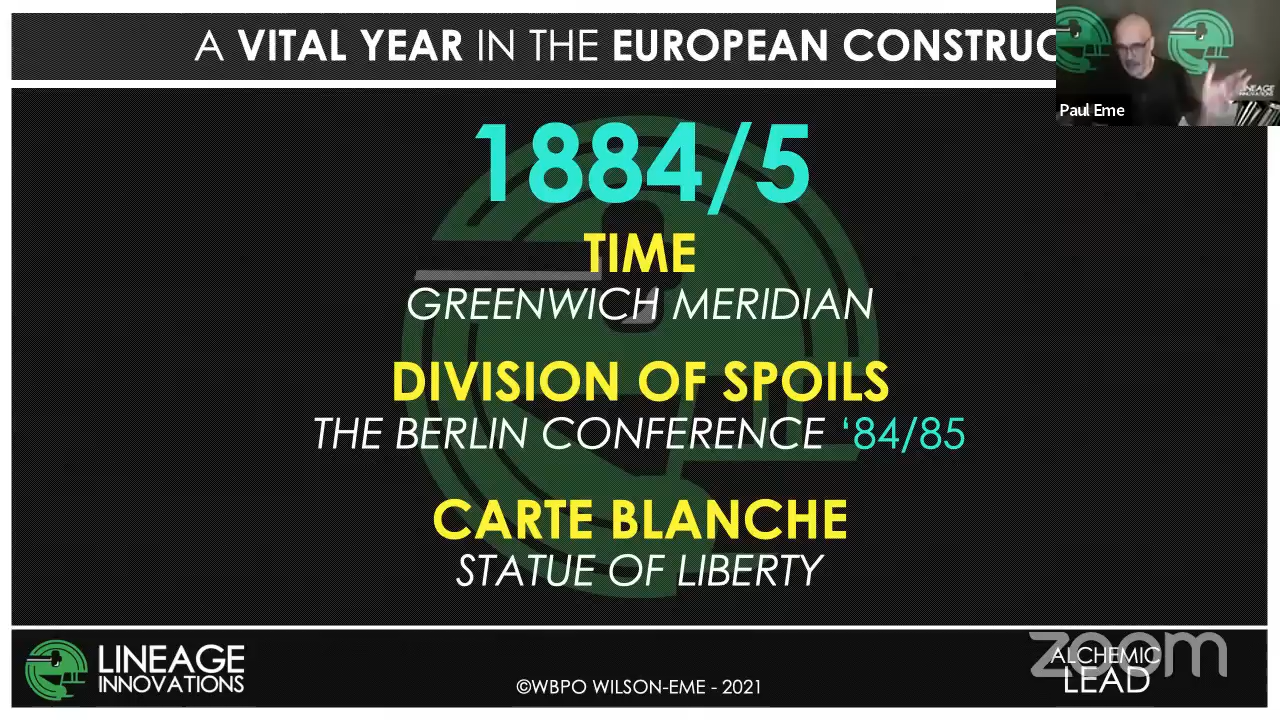 A VITAL YEAR IN THE EUROPEAN CONSTRUC
Paul Eme
1884/5
TIME
GREENWICH MERIDIAN
DIVISION OF SPOILS
THE BERLIN CONFERENCE ‘84/85
CARTE BLANCHE
STATUE OF LIBERTY
LINEAGE
INNOVATIONS
©WBPO WILSON-EME - 2021
ALCHEMIC
LEAD
zoom